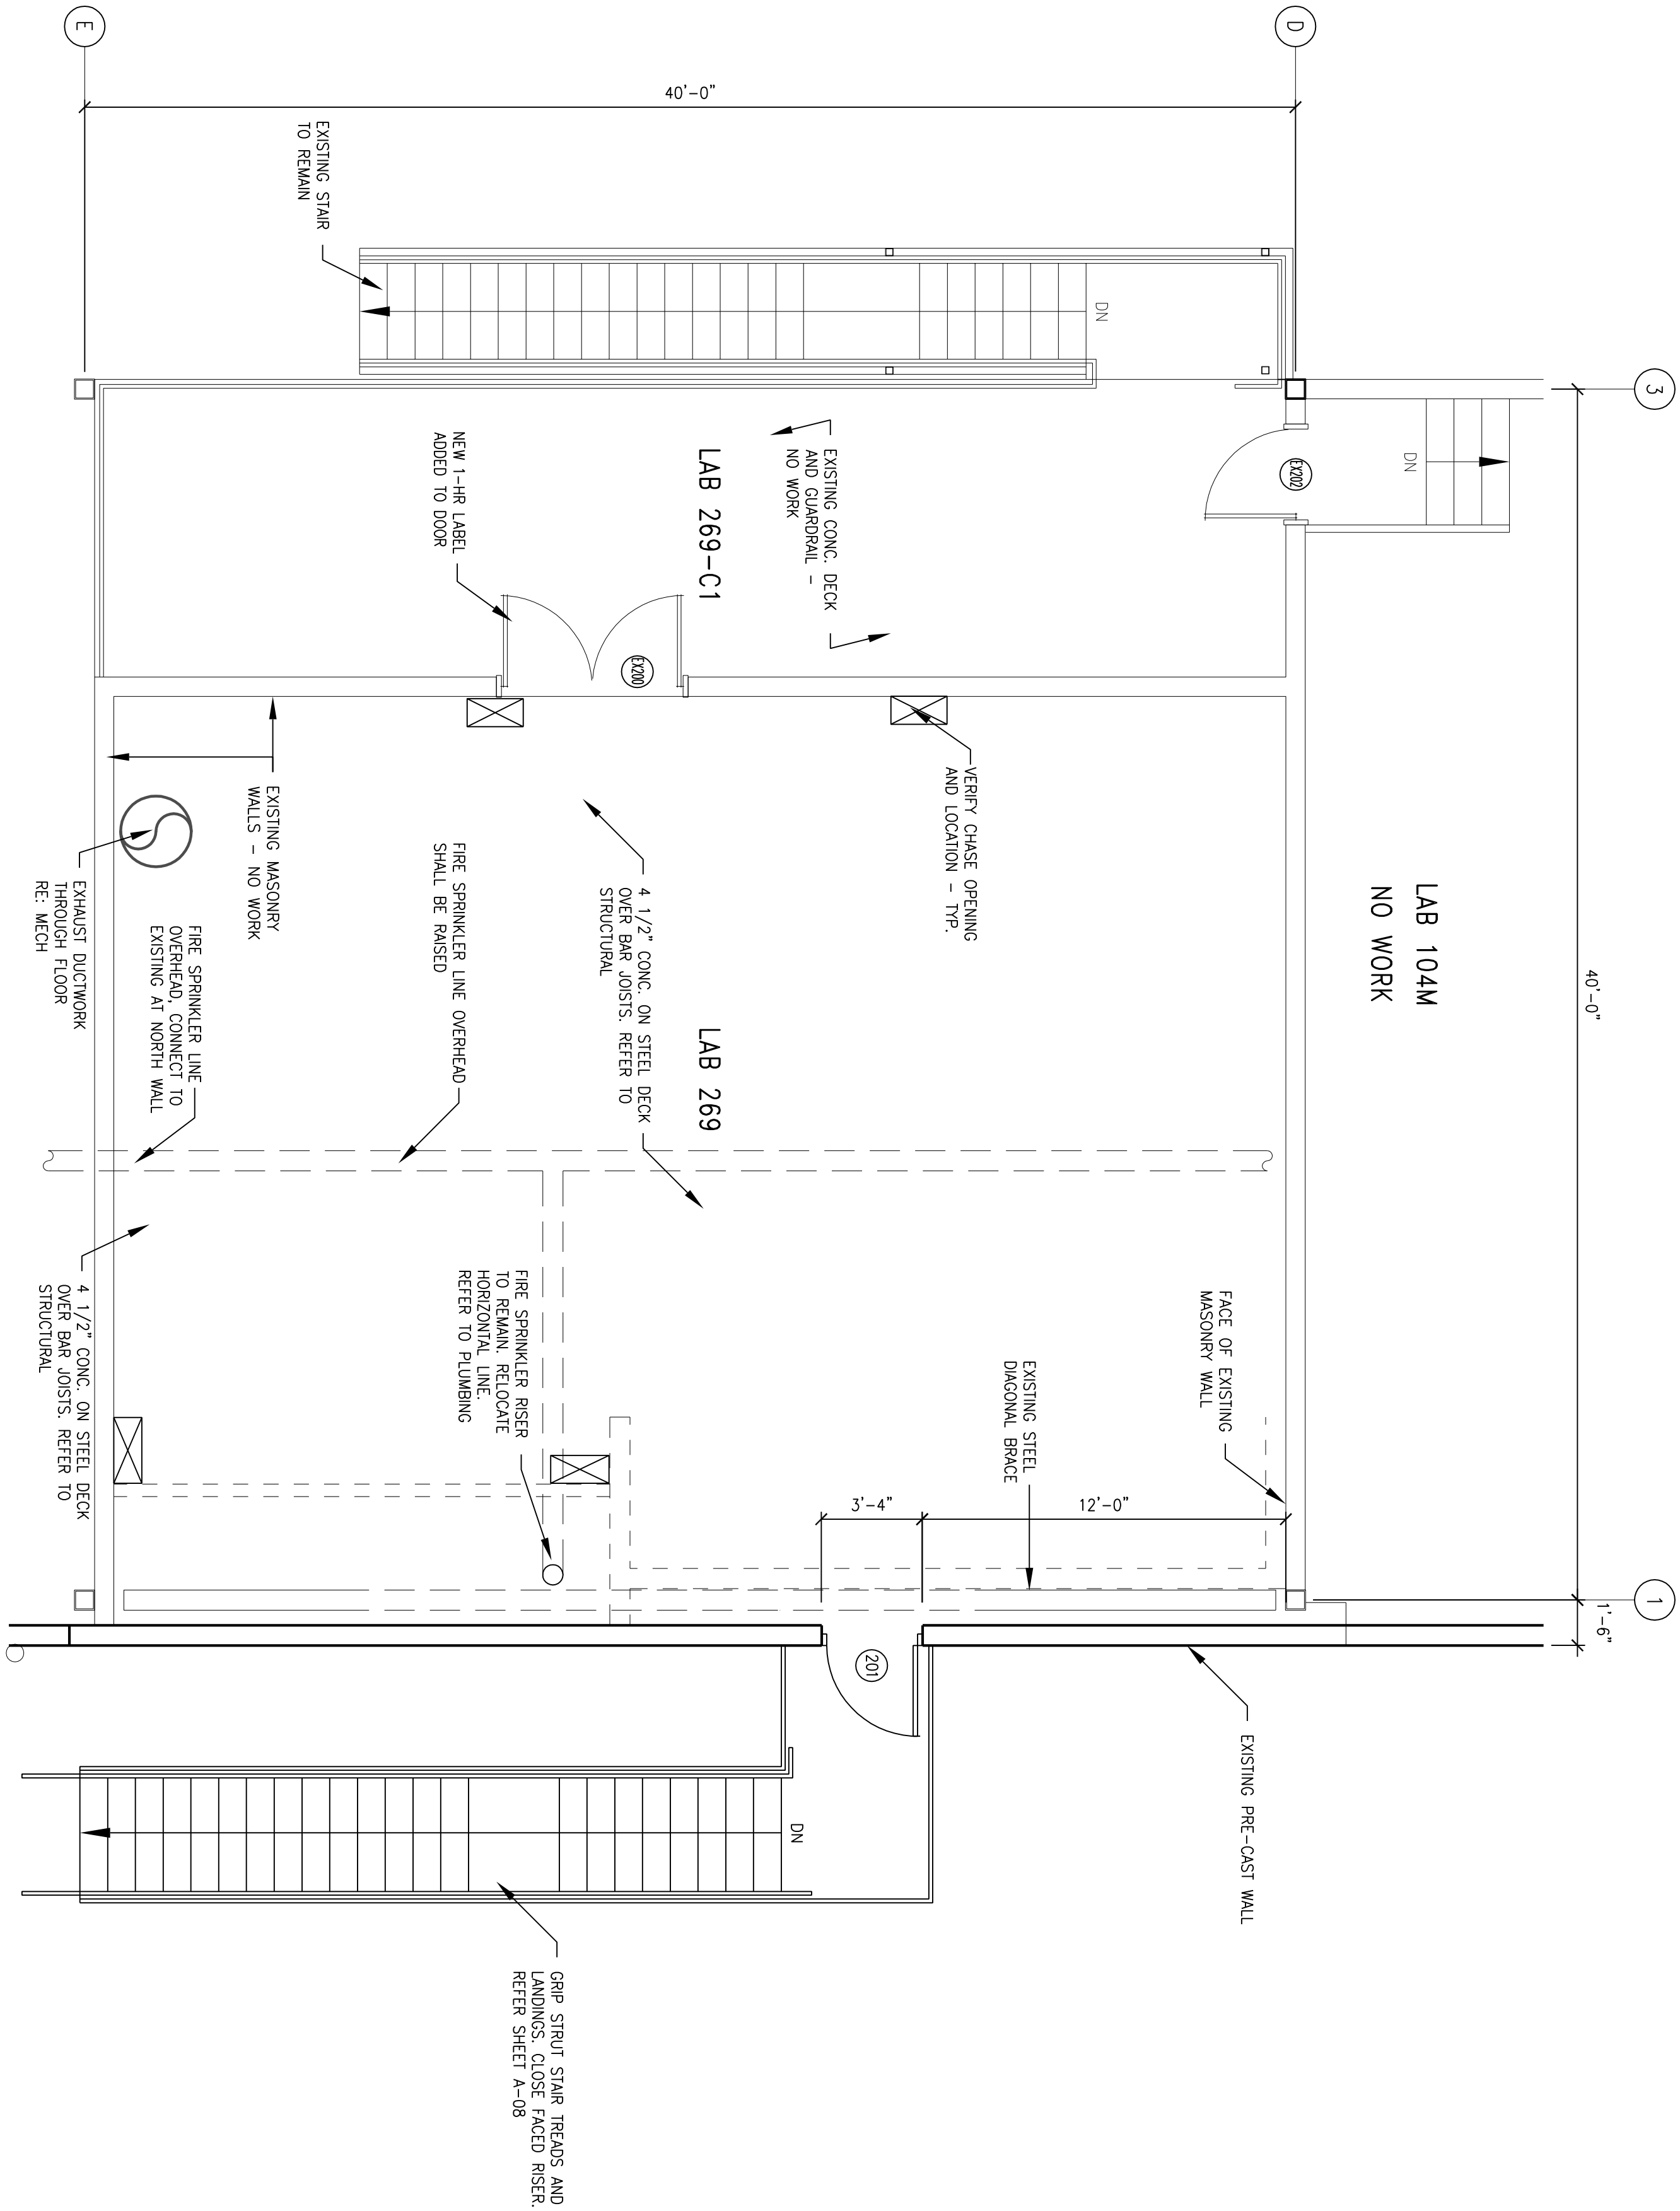 3
40'-0"
1
1'-6"
D
E
40'-0"
DN
LAB 104M
NO WORK
EX202
FACE OF EXISTING
MASONRY WALL
EXISTING PRE-CAST WALL
DN
EXISTING STEEL
DIAGONAL BRACE
12'-0"
3'-4"
VERIFY CHASE OPENING
AND LOCATION - TYP.
EXISTING CONC. DECK
AND GUARDRAIL -
NO WORK
201
DN
LAB 269-C1
LAB 269
EX200
4 1/2" CONC. ON STEEL DECK
OVER BAR JOISTS. REFER TO
STRUCTURAL
GRIP STRUT STAIR TREADS AND
LANDINGS. CLOSE FACED RISER.
REFER SHEET A-08
FIRE SPRINKLER RISER
TO REMAIN. RELOCATE
HORIZONTAL LINE.
REFER TO PLUMBING
NEW 1-HR LABEL
ADDED TO DOOR
FIRE SPRINKLER LINE OVERHEAD
SHALL BE RAISED
EXISTING STAIR
TO REMAIN
EXISTING MASONRY
WALLS - NO WORK
FIRE SPRINKLER LINE
OVERHEAD, CONNECT TO
EXISTING AT NORTH WALL
EXHAUST DUCTWORK
THROUGH FLOOR
RE: MECH
4 1/2" CONC. ON STEEL DECK
OVER BAR JOISTS. REFER TO
STRUCTURAL